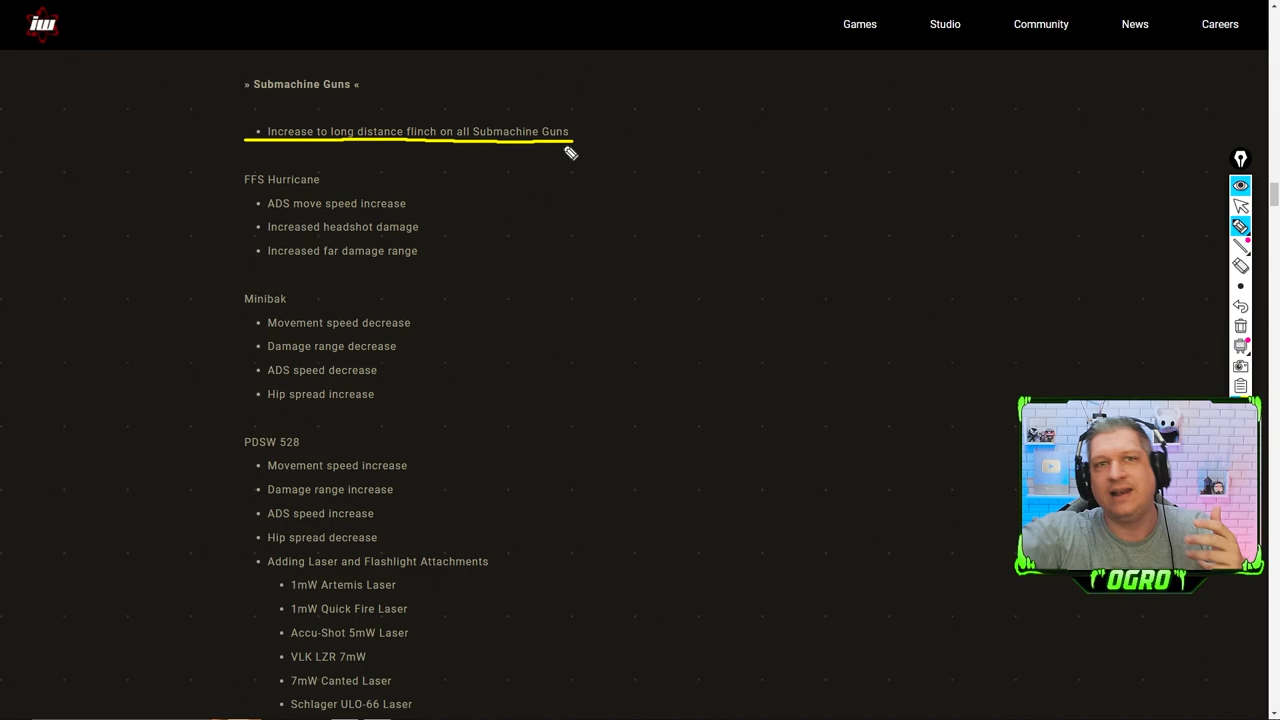 iw
Games
Studio
Community
News
Careers
» Submachine Guns «
• Increase to long distance flinch on all Submachine Guns
FFS Hurricane
• ADS move speed increase
• Increased headshot damage
• Increased far damage range
Minibak
• Movement speed decrease
• Damage range decrease
• ADS speed decrease
• Hip spread increase
PDSW 528
• Movement speed increase
• Damage range increase
• ADS speed increase
• Hip spread decrease
• Adding Laser and Flashlight Attachments
• 1mW Artemis Laser
• 1mW Quick Fire Laser
• Accu-Shot 5mW Laser
• VLK LZR 7mW
• 7mW Canted Laser
• Schlager ULO-66 Laser
OGRO